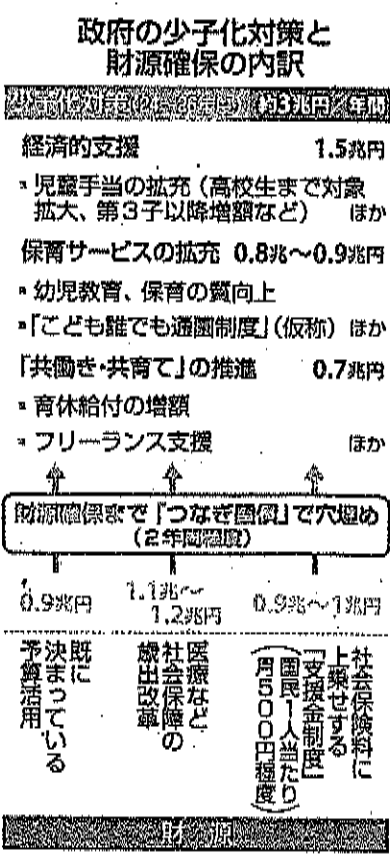 政府の少子化対策と
財源確保の内訳
少子化対策(24~26年度) 約3兆円/年間
経済的支援 1.5兆円
・児童手当の拡充(高校生まで対象
拡大、第3子以降増額など) ほか
保育サービスの拡充 0.8兆~0.9兆円
・幼児教育、保育の質向上
・「こども誰でも通園制度」(仮称) ほか
「共働き・共育て」の推進 0.7兆円
・育休給付の増額
・フリーランス支援 ほか
財源確保まで「つなぎ国債」で穴埋め
(2年間程度)
0.9兆円
1.1兆~
1.2兆円
0.9兆~1兆円
既に
決まっている
予算活用
医療など
社会保障の
歳出改革
社会保険料に
上乗せする
「支援金制度」
(国民1人当たり
月500円程度)
財源